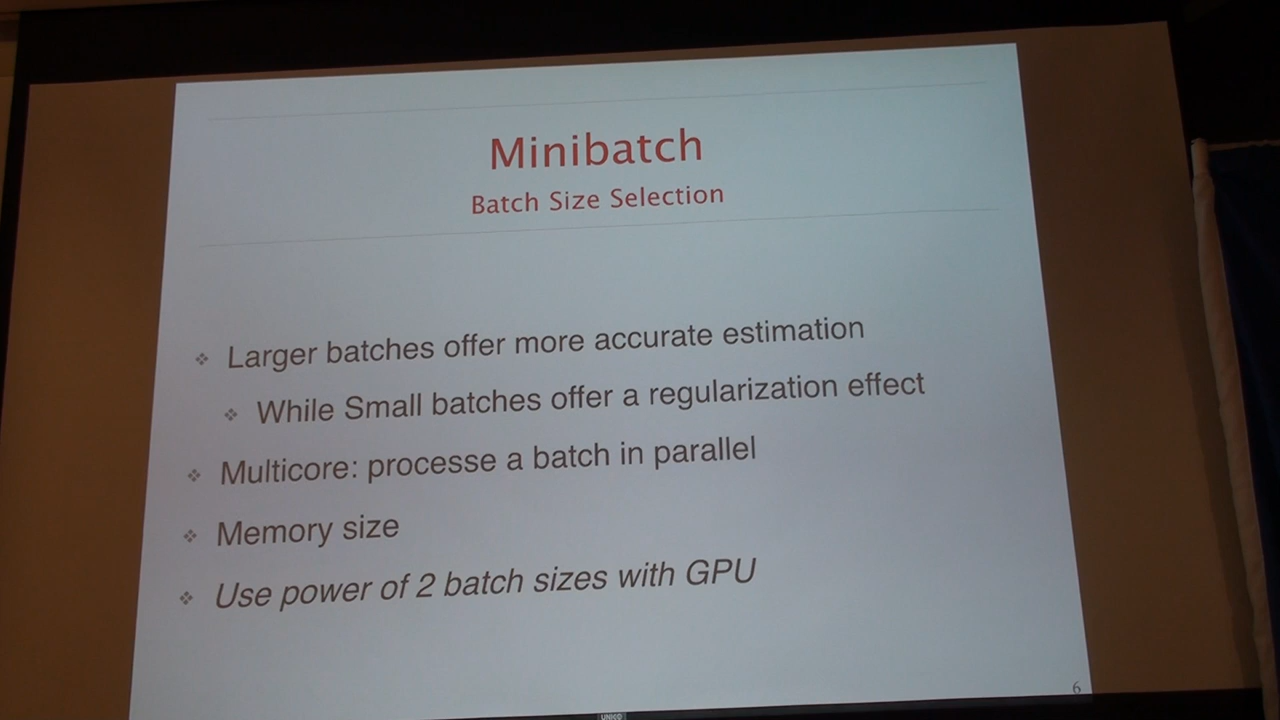 Minibatch
Batch Size Selection
Larger batches offer more accurate estimation
While Small batches offer a regularization effect
Multicore: processe a batch in parallel
Memory size
Use power of 2 batch sizes with GPU
6